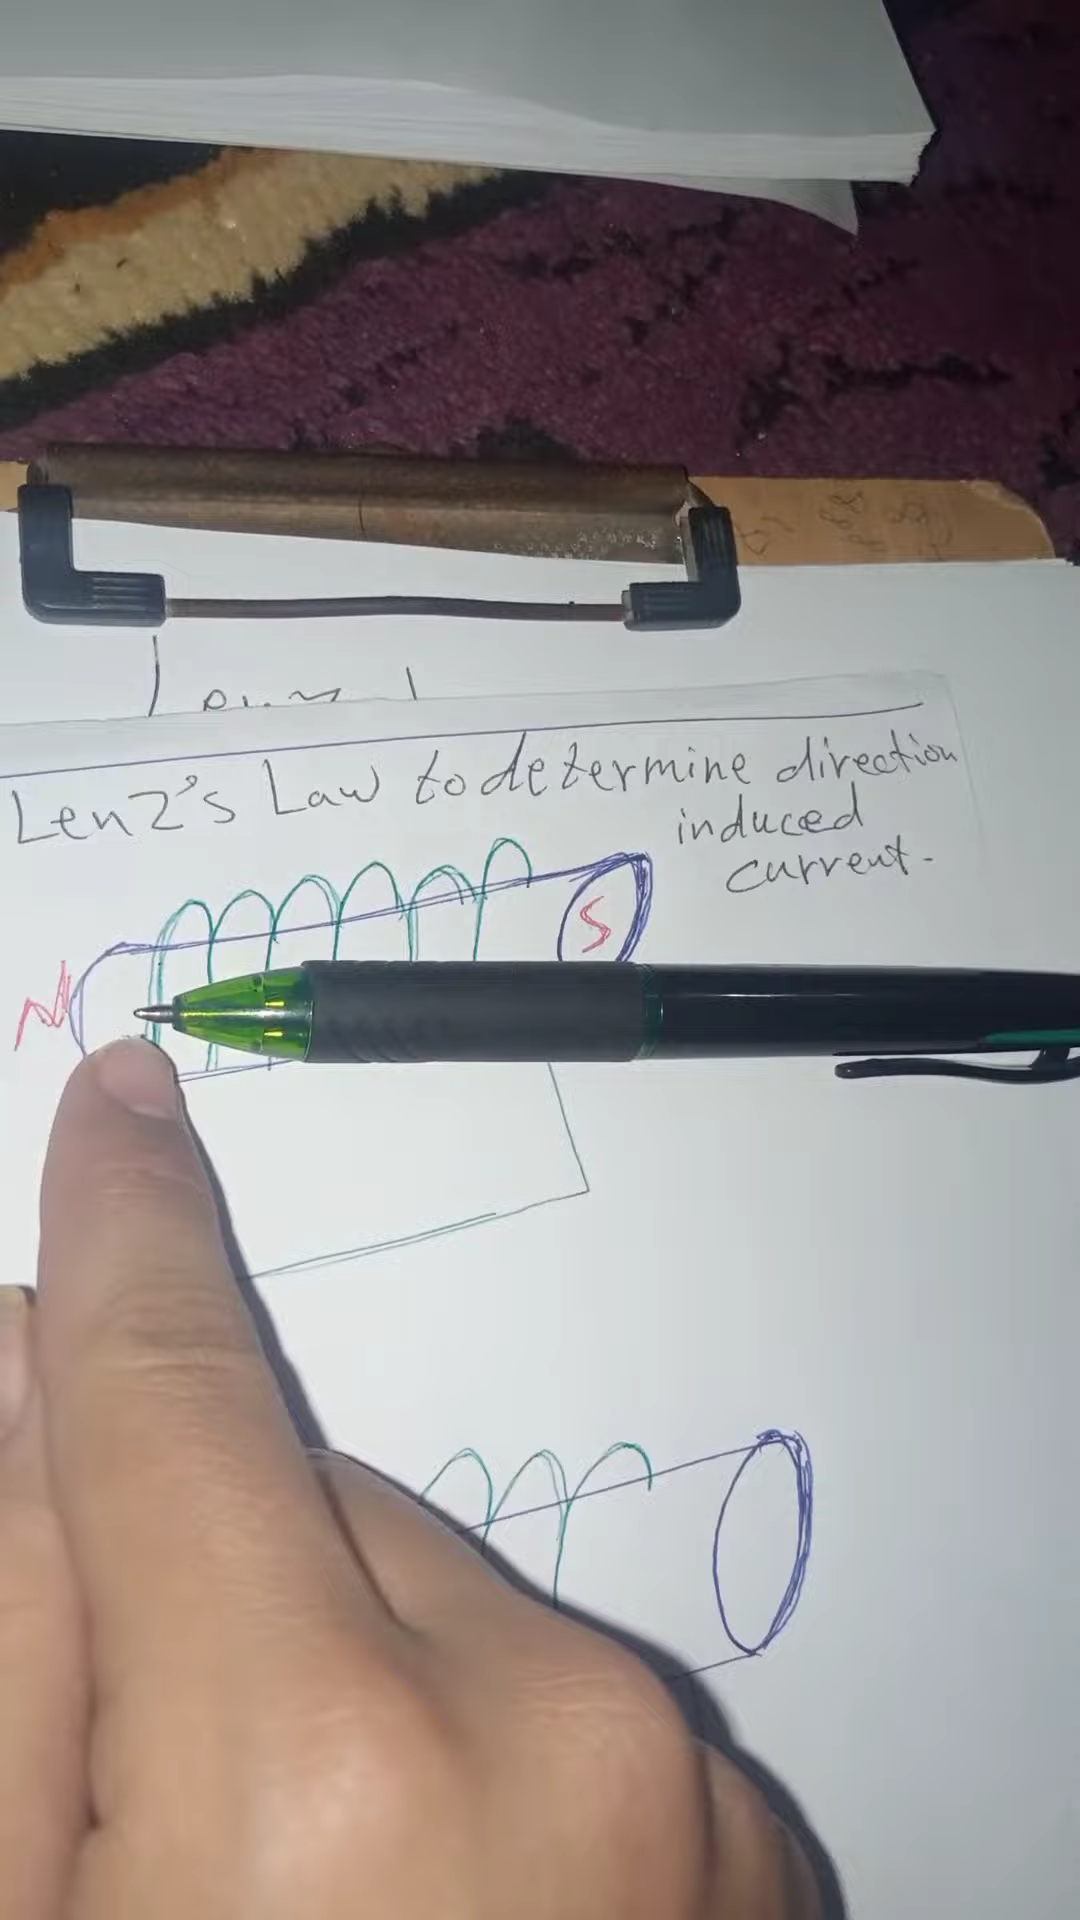 Lenz's Law to determine direction
induced
current.
S
N